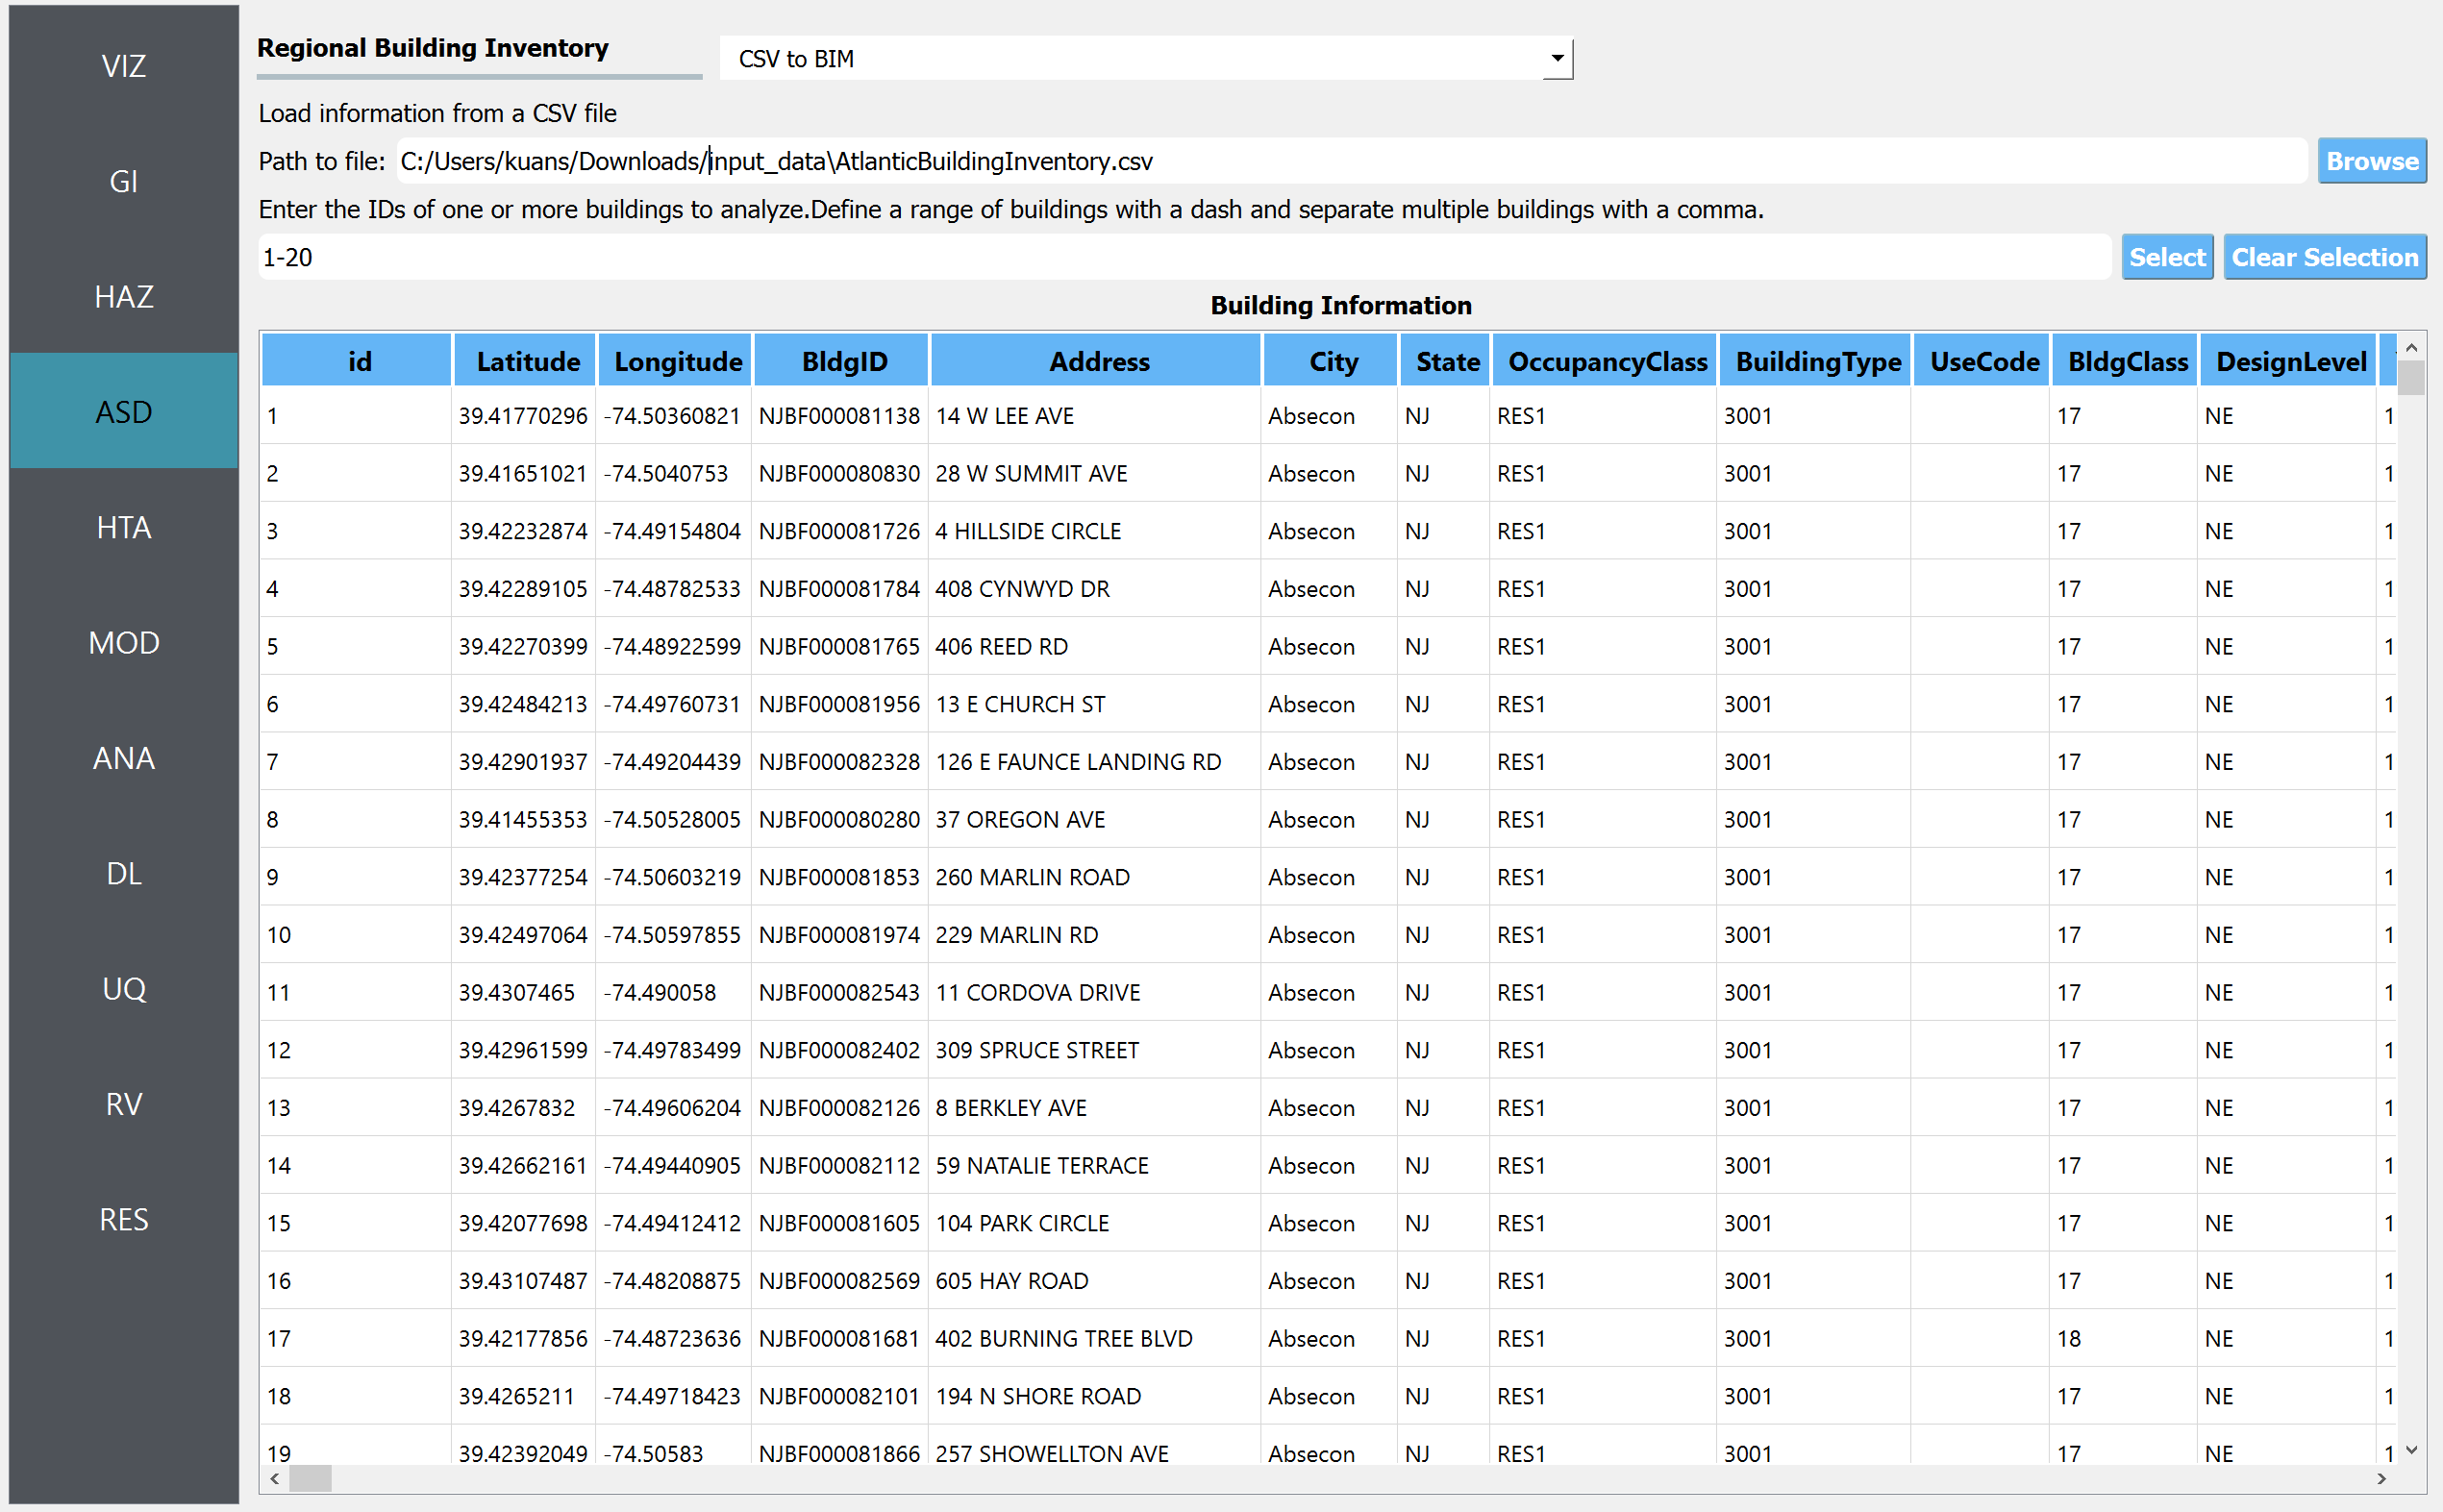 VIZ
GI
HAZ
ASD
HTA
MOD
ANA
DL
UQ
RV
RES
Regional Building Inventory CSV to BIM
Load information from a CSV file
Path to file: C:/Users/kuans/Downloads/input_data\AtlanticBuildingInventory.csv Browse
Enter the IDs of one or more buildings to analyze.Define a range of buildings with a dash and separate multiple buildings with a comma.
1-20 Select Clear Selection
Building Information
id Latitude Longitude BldgID Address City State OccupancyClass BuildingType UseCode BldgClass DesignLevel
1 39.41770296 -74.50360821 NJBF000081138 14 W LEE AVE Absecon NJ RES1 3001 17 NE 1
2 39.41651021 -74.5040753 NJBF000080830 28 W SUMMIT AVE Absecon NJ RES1 3001 17 NE 1
3 39.42232874 -74.49154804 NJBF000081726 4 HILLSIDE CIRCLE Absecon NJ RES1 3001 17 NE 1
4 39.42289105 -74.48782533 NJBF000081784 408 CYNWYD DR Absecon NJ RES1 3001 17 NE 1
5 39.42270399 -74.48922599 NJBF000081765 406 REED RD Absecon NJ RES1 3001 17 NE 1
6 39.42484213 -74.49760731 NJBF000081956 13 E CHURCH ST Absecon NJ RES1 3001 17 NE 1
7 39.42901937 -74.49204439 NJBF000082328 126 E FAUNCE LANDING RD Absecon NJ RES1 3001 17 NE 1
8 39.41455353 -74.50528005 NJBF000080280 37 OREGON AVE Absecon NJ RES1 3001 17 NE 1
9 39.42377254 -74.50603219 NJBF000081853 260 MARLIN ROAD Absecon NJ RES1 3001 17 NE 1
10 39.42497064 -74.50597855 NJBF000081974 229 MARLIN RD Absecon NJ RES1 3001 17 NE 1
11 39.4307465 -74.490058 NJBF000082543 11 CORDOVA DRIVE Absecon NJ RES1 3001 17 NE 1
12 39.42961599 -74.49783499 NJBF000082402 309 SPRUCE STREET Absecon NJ RES1 3001 17 NE 1
13 39.4267832 -74.49606204 NJBF000082126 8 BERKLEY AVE Absecon NJ RES1 3001 17 NE 1
14 39.42662161 -74.49440905 NJBF000082112 59 NATALIE TERRACE Absecon NJ RES1 3001 17 NE 1
15 39.42077698 -74.49412412 NJBF000081605 104 PARK CIRCLE Absecon NJ RES1 3001 17 NE 1
16 39.43107487 -74.48208875 NJBF000082569 605 HAY ROAD Absecon NJ RES1 3001 17 NE 1
17 39.42177856 -74.48723636 NJBF000081681 402 BURNING TREE BLVD Absecon NJ RES1 3001 18 NE 1
18 39.4265211 -74.49718423 NJBF000082101 194 N SHORE ROAD Absecon NJ RES1 3001 17 NE 1
19 39.42392049 -74.50583 NJBF000081866 257 SHOWELLTON AVE Absecon NJ RES1 3001 17 NE 1